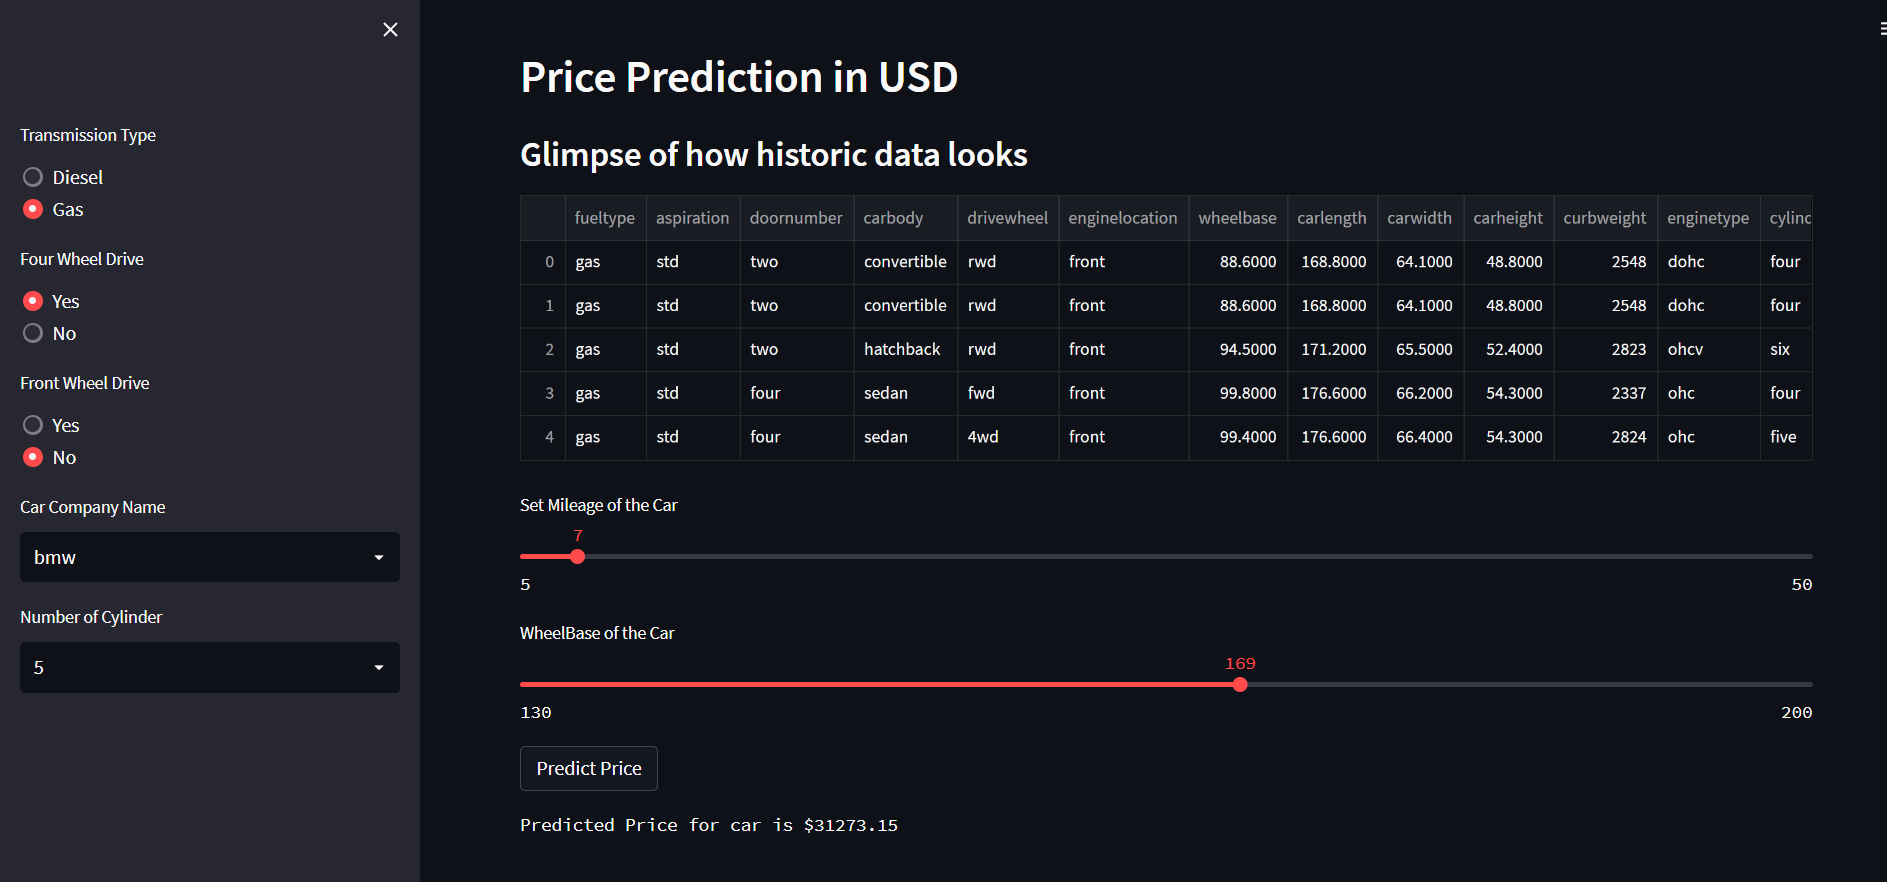 Transmission Type
Diesel
Gas
Four Wheel Drive
Yes
No
Front Wheel Drive
Yes
No
Car Company Name
bmw
Number of Cylinder
5
Price Prediction in USD
Glimpse of how historic data looks
fueltype aspiration doornumber carbody drivewheel enginelocation wheelbase carlength carwidth carheight curbweight enginetype cylinc
0 gas std two convertible rwd front 88.6000 168.8000 64.1000 48.8000 2548 dohc four
1 gas std two convertible rwd front 88.6000 168.8000 64.1000 48.8000 2548 dohc four
2 gas std two hatchback rwd front 94.5000 171.2000 65.5000 52.4000 2823 ohcv six
3 gas std four sedan fwd front 99.8000 176.6000 66.2000 54.3000 2337 ohc four
4 gas std four sedan 4wd front 99.4000 176.6000 66.4000 54.3000 2824 ohc five
Set Mileage of the Car
7
5 50
WheelBase of the Car
169
130 200
Predict Price
Predicted Price for car is $31273.15